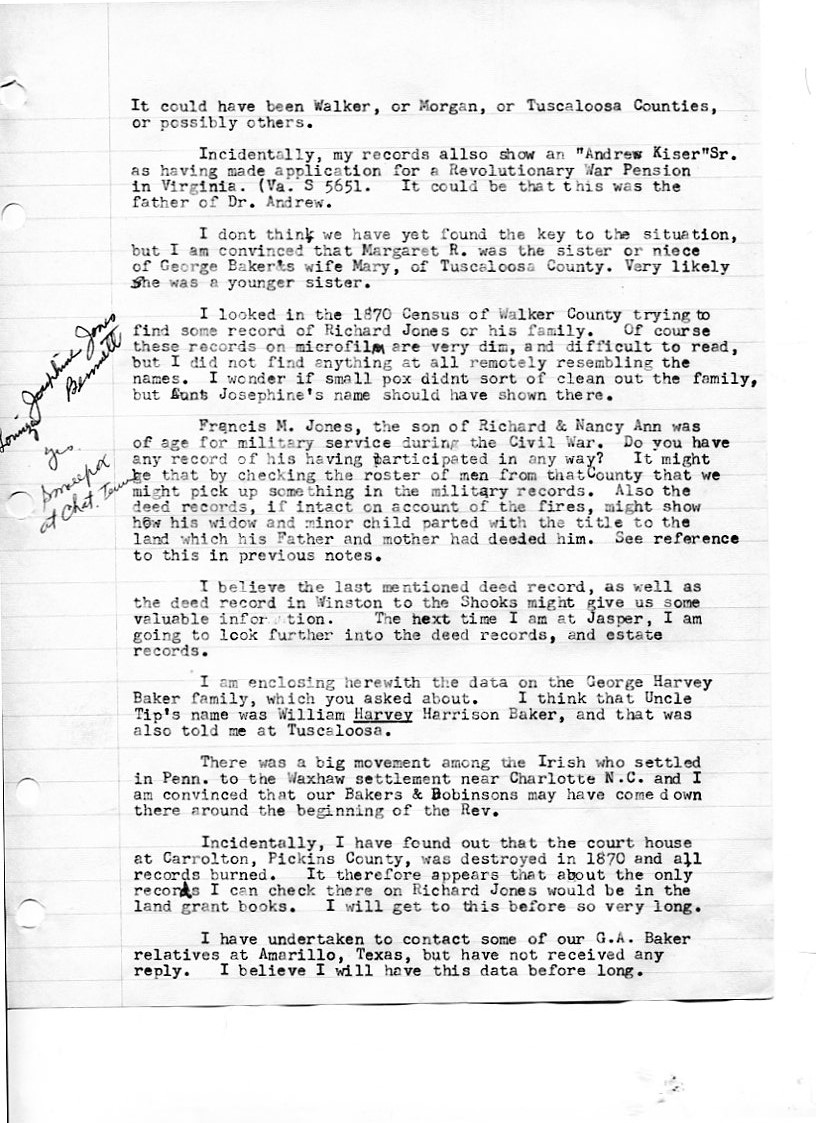 It could have been Walker, or Morgan, or Tuscaloosa Counties,
or possibly others.
Incidentally, my records allso show an "Andrew Kiser"Sr.
as having made application for a Revolutionary War Pension
in Virginia. (Va. S 5651. It could be that this was the
father of Dr. Andrew.
I dont think we have yet found the key to the situation,
but I am convinced that Margaret R. was the sister or niece
of George Baker's wife Mary, of Tuscaloosa County. Very likely
she was a younger sister.
I looked in the 1870 Census of Walker County trying to
find some record of Richard Jones or his family. Of course
these records on microfilm are very dim, and difficult to read,
but I did not find anything at all remotely resembling the
names. I wonder if small pox didnt sort of clean out the family,
but Aunt Josephine's name should have shown there.
Josephine Jones
Bennett
yes
Smallpox
at Chat. Tenn
Francis M. Jones, the son of Richard & Nancy Ann was
of age for military service during the Civil War. Do you have
any record of his having participated in any way? It might
be that by checking the roster of men from that County that we
might pick up something in the military records. Also the
deed records, if intact on account of the fires, might show
how his widow and minor child parted with the title to the
land which his Father and mother had deeded him. See reference
to this in previous notes.
I believe the last mentioned deed record, as well as
the deed record in Winston to the Shooks might give us some
valuable infor tion. The next time I am at Jasper, I am
going to look further into the deed records, and estate
records.
I am enclosing herewith the data on the George Harvey
Baker family, which you asked about. I think that Uncle
Tip's name was William Harvey Harrison Baker, and that was
also told me at Tuscaloosa.
There was a big movement among the Irish who settled
in Penn. to the Waxhaw settlement near Charlotte N.C. and I
am convinced that our Bakers & Bobinsons may have come down
there around the beginning of the Rev.
Incidentally, I have found out that the court house
at Carrolton, Pickins County, was destroyed in 1870 and all
records burned. It therefore appears that about the only
records I can check there on Richard Jones would be in the
land grant books. I will get to this before so very long.
I have undertaken to contact some of our G.A. Baker
relatives at Amarillo, Texas, but have not received any
reply. I believe I will have this data before long.